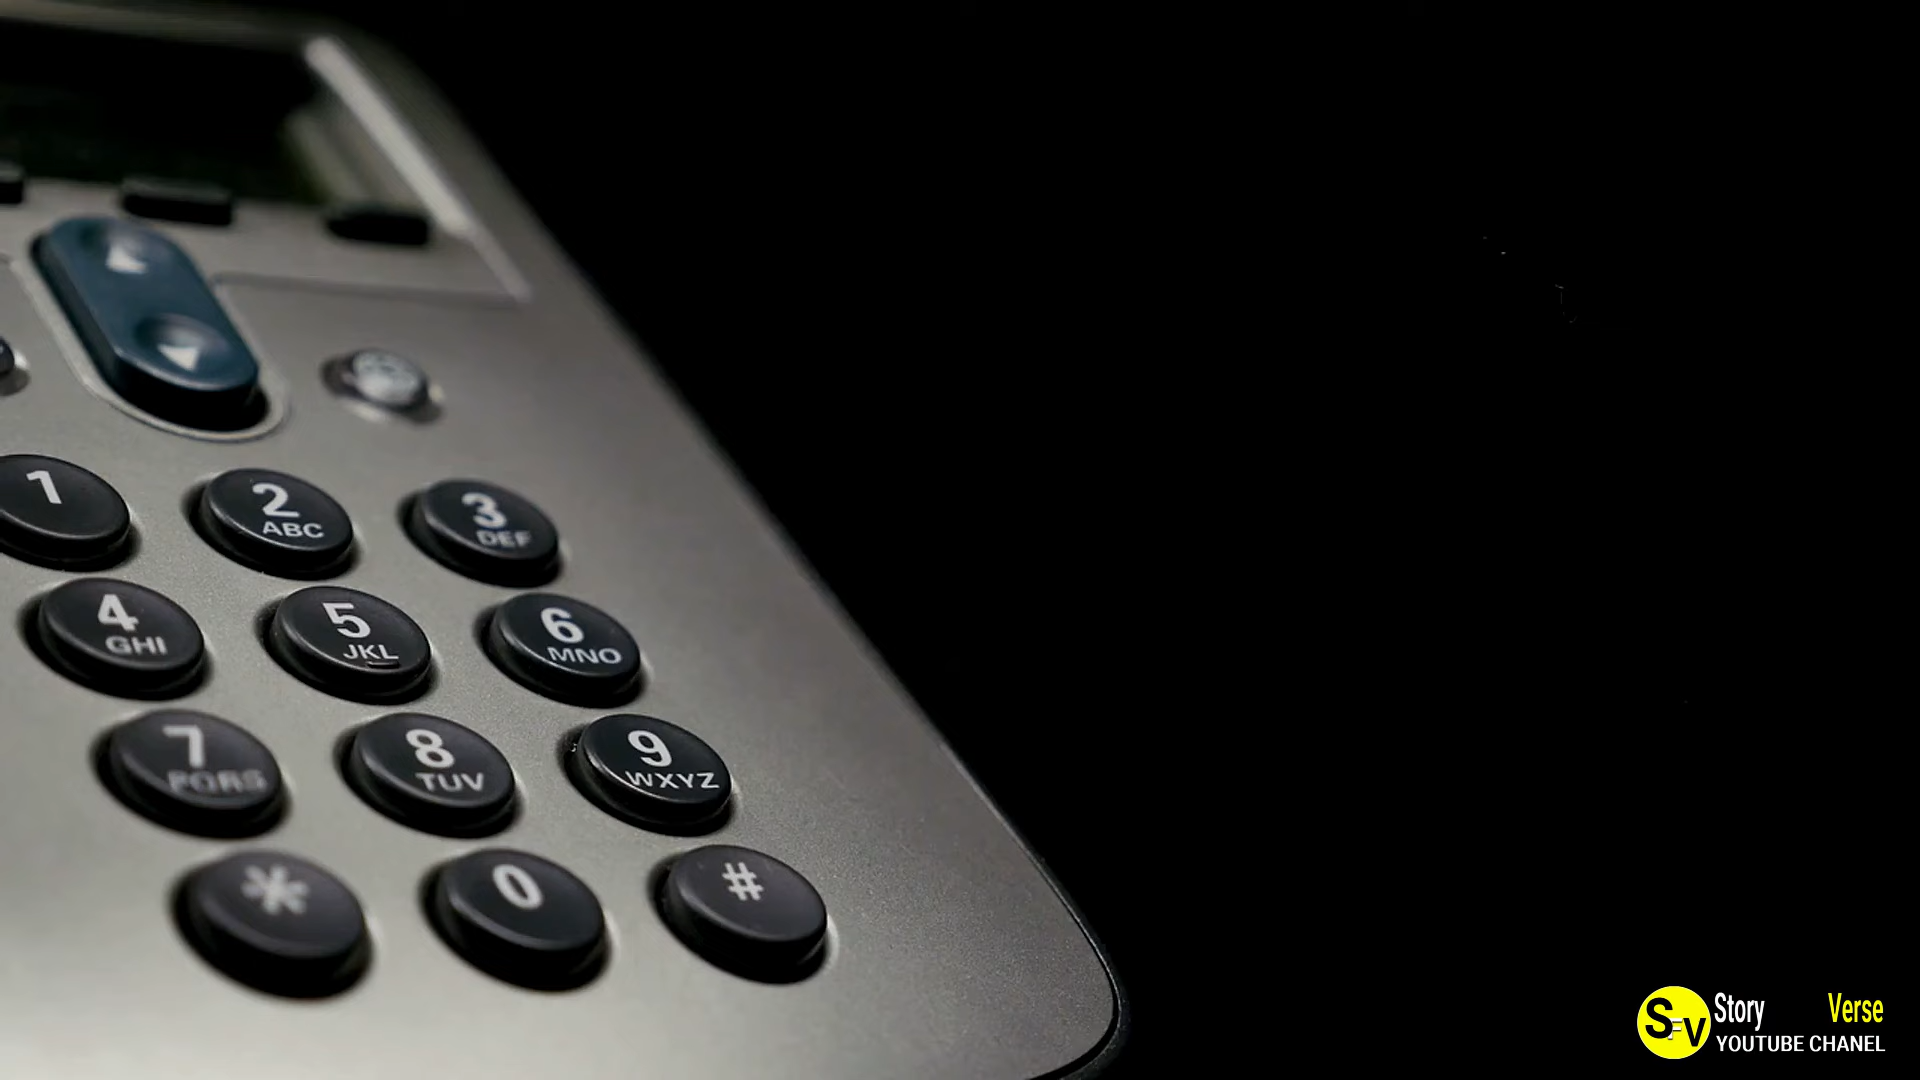 1
2
ABC
3
DEF
4
GHI
5
JKL
6
MNO
7
PQRS
8
TUV
9
WXYZ
*
0
#
SFV
Story Verse
YOUTUBE CHANEL